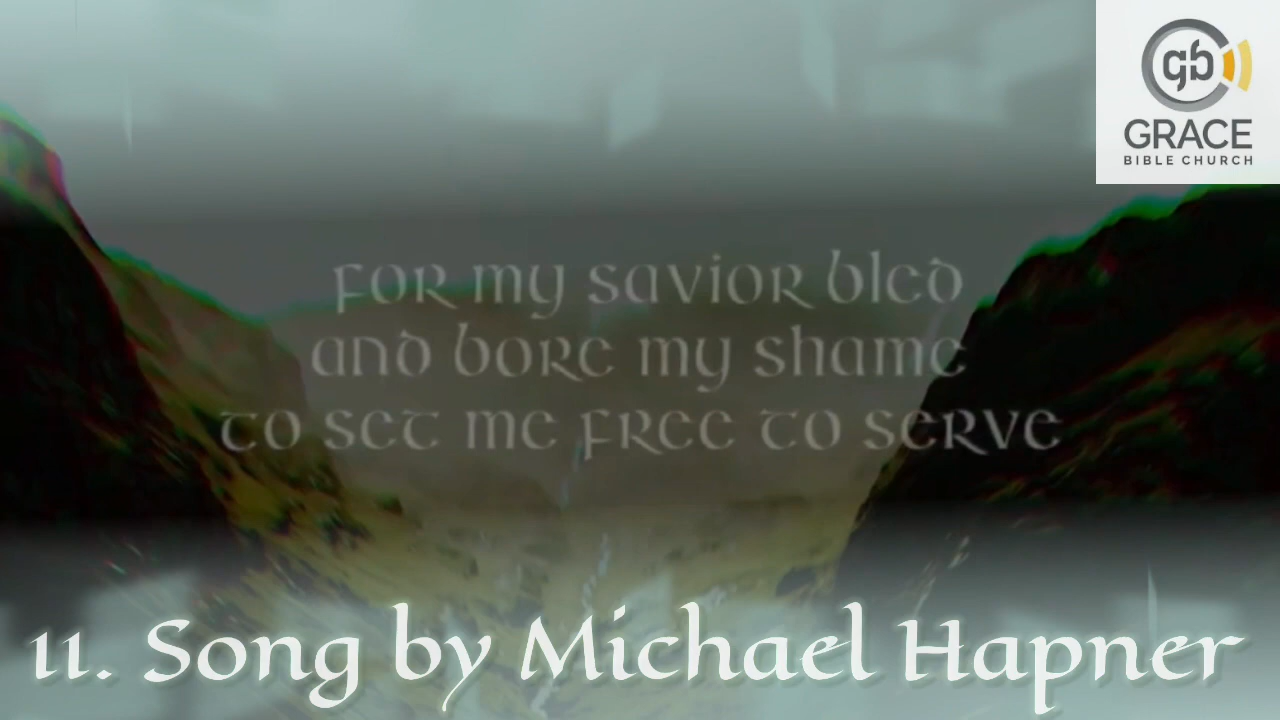 gb
GRACE
BIBLE CHURCH
for my savior bled
and bore my shame
to set me free to serve
11. Song by Michael Hapner